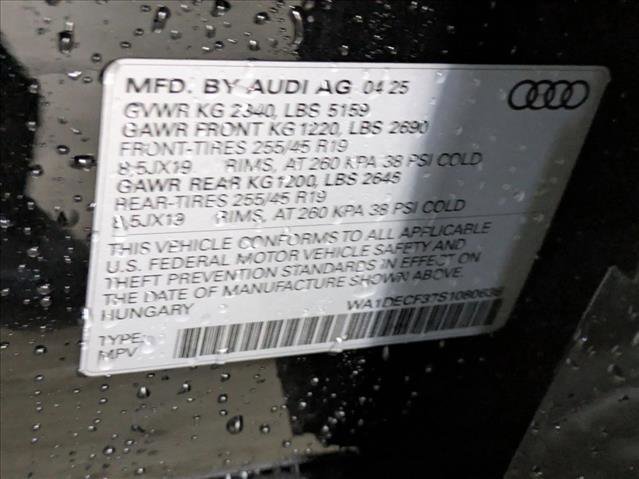 MFD. BY AUDI AG 04 25
GVWR KG 2340, LBS 5159
GAWR FRONT KG 1220, LBS 2690
FRONT-TIRES 255/45 R19
8,5JX19 RIMS, AT 260 KPA 38 PSI COLD
GAWR REAR KG1200, LBS 2645
REAR-TIRES 255/45 R19
8,5JX19 RIMS, AT 260 KPA 38 PSI COLD
THIS VEHICLE CONFORMS TO ALL APPLICABLE
U.S. FEDERAL MOTOR VEHICLE SAFETY AND
THEFT PREVENTION STANDARDS IN EFFECT ON
THE DATE OF MANUFACTURE SHOWN ABOVE.
HUNGARY WA1DECF37S1080636
TYPE:
MPV